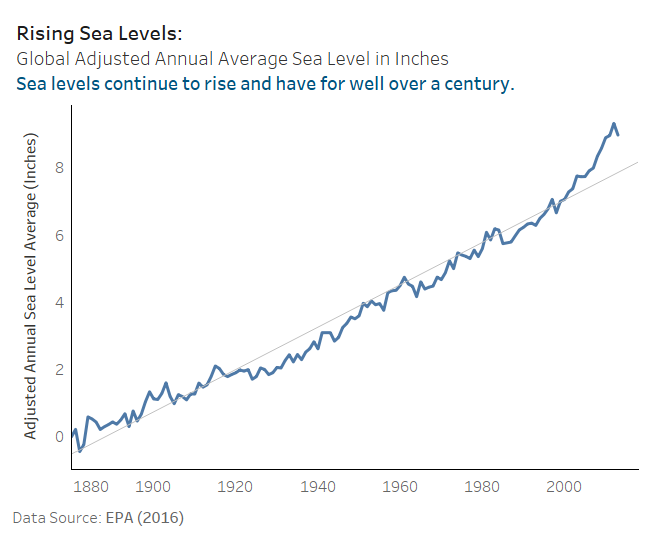 Rising Sea Levels:
Global Adjusted Annual Average Sea Level in Inches
Sea levels continue to rise and have for well over a century.
Adjusted Annual Sea Level Average (Inches)
8
6
4
2
0
1880 1900 1920 1940 1960 1980 2000
Data Source: EPA (2016)